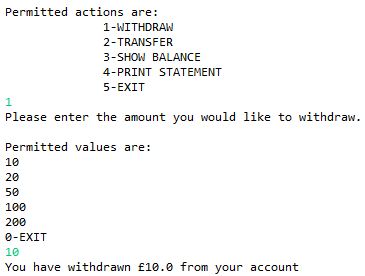 Permitted actions are:
1-WITHDRAW
2-TRANSFER
3-SHOW BALANCE
4-PRINT STATEMENT
5-EXIT
1
Please enter the amount you would like to withdraw.
Permitted values are:
10
20
50
100
200
0-EXIT
10
You have withdrawn £10.0 from your account